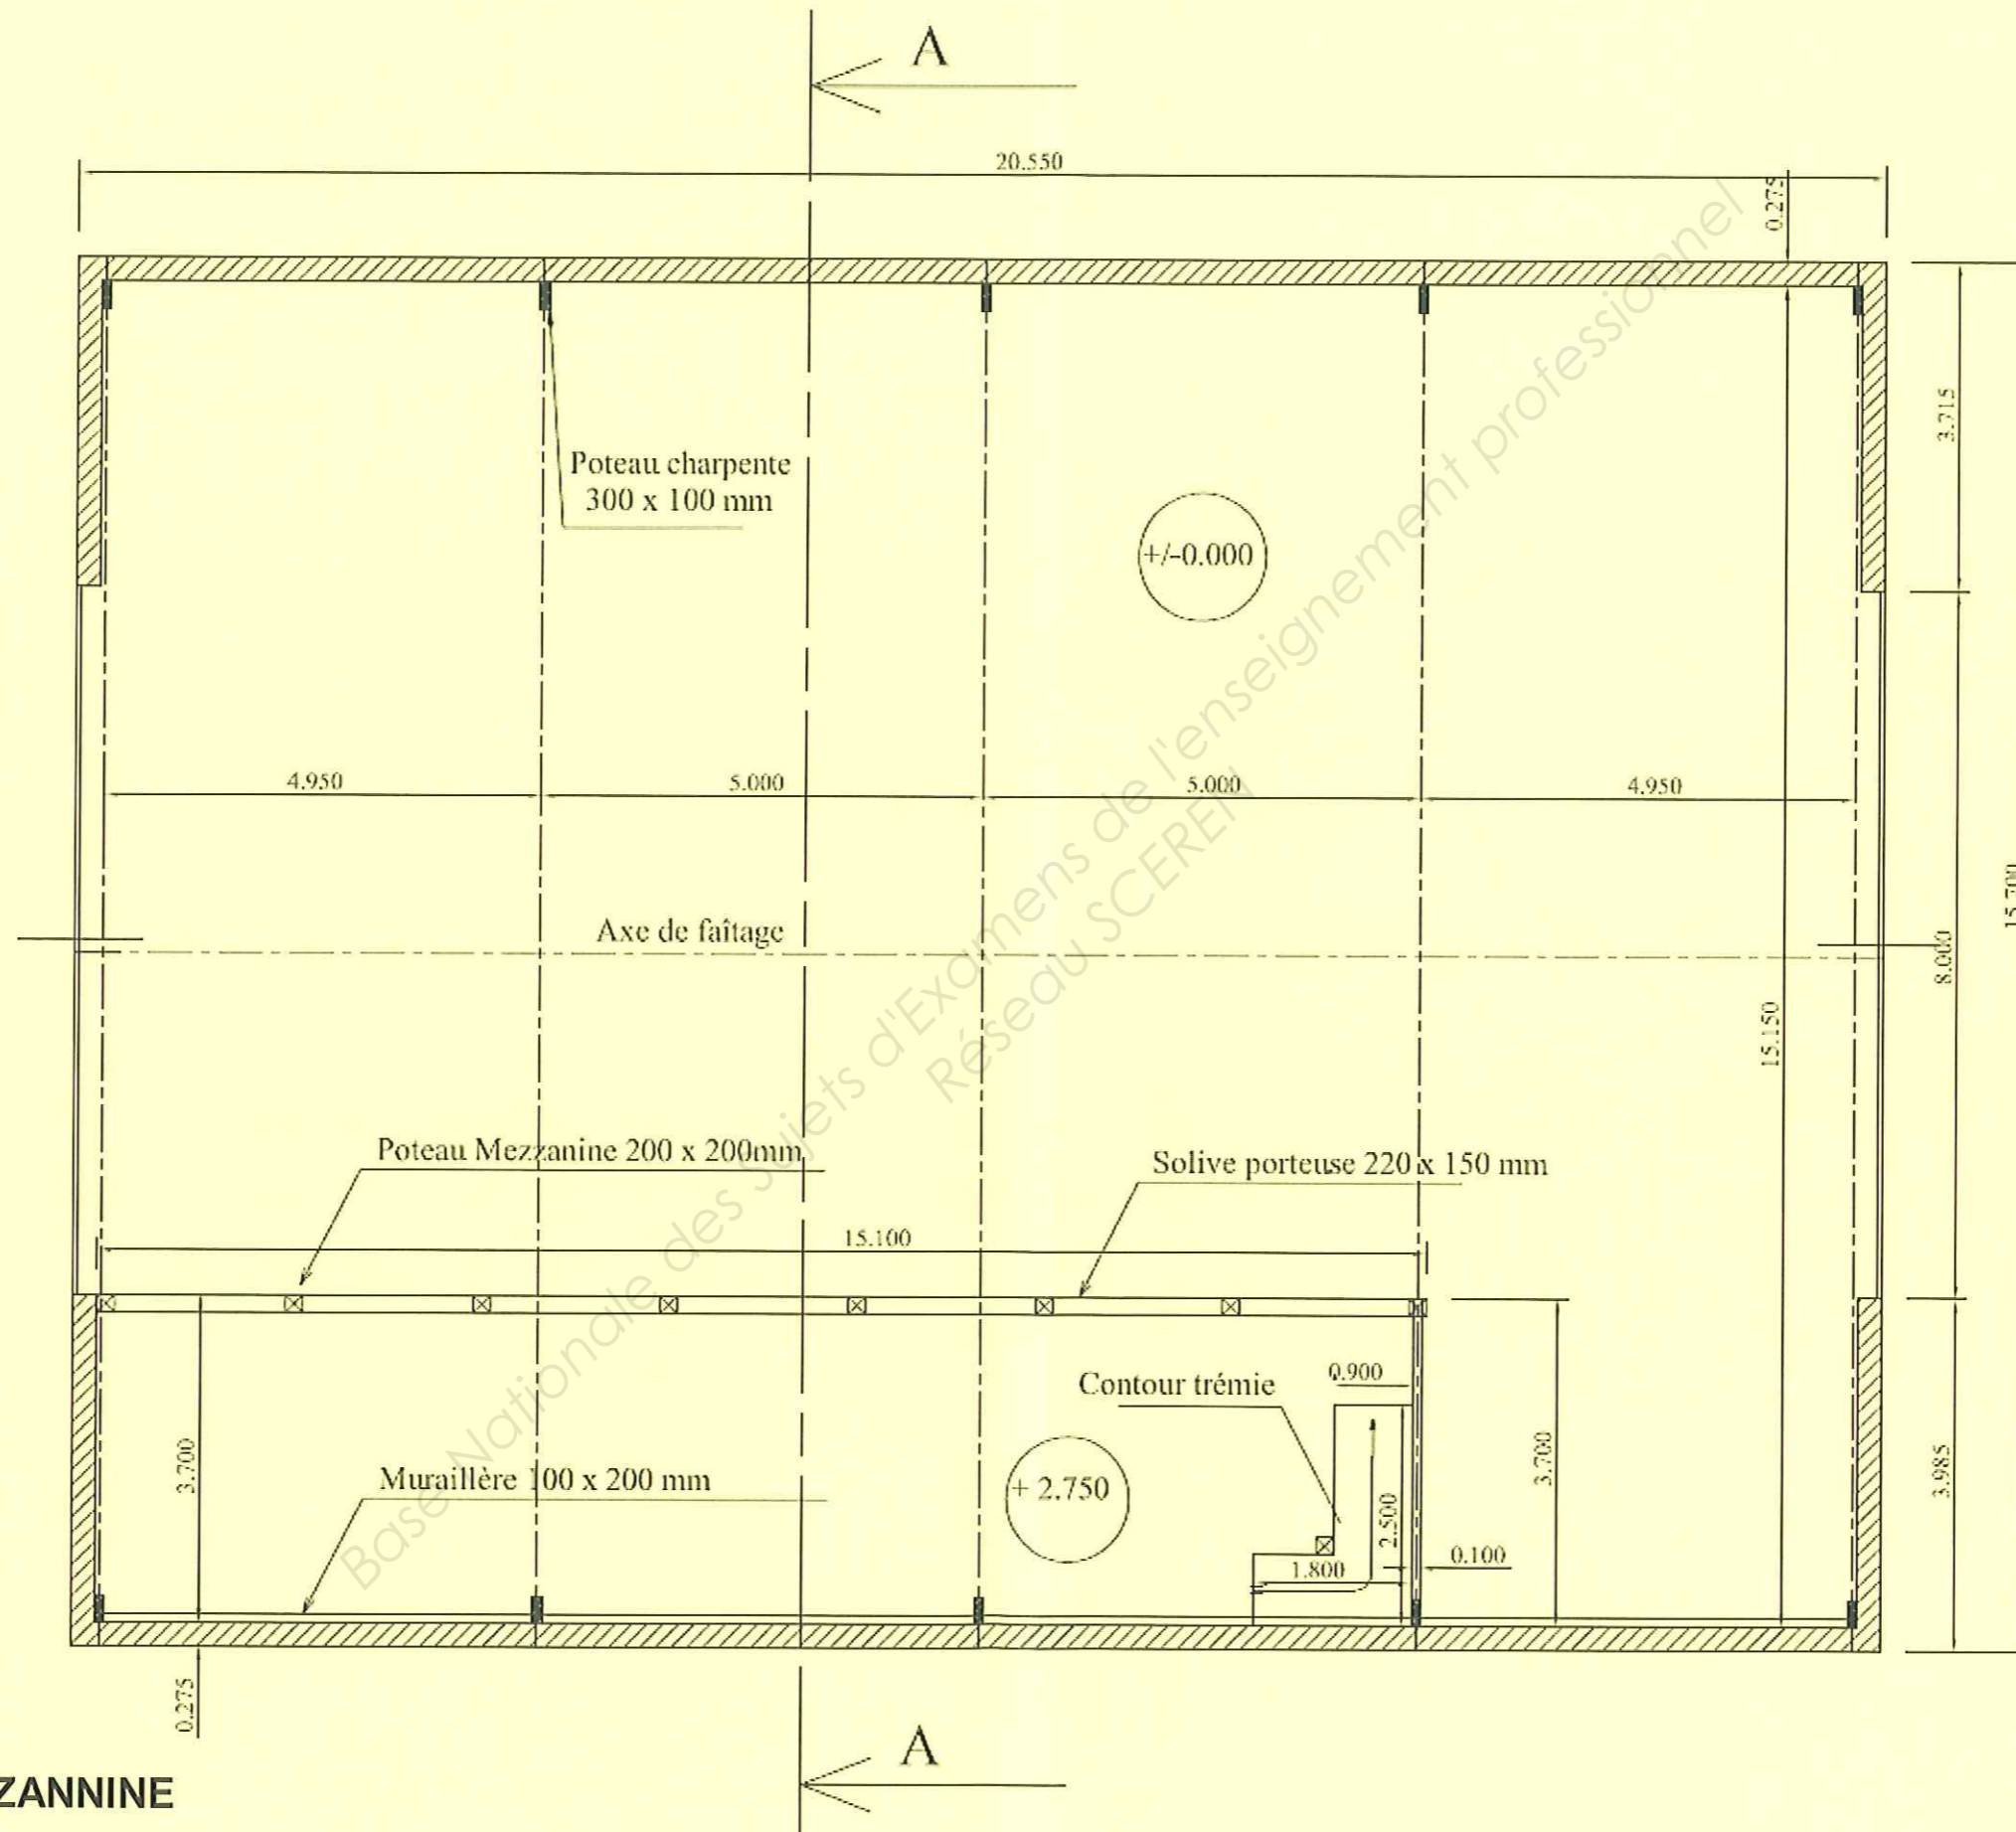 A
20.550
0.275
3.715
Poteau charpente
300 x 100 mm
+/-0.000
4.950
5.000
5.000
4.950
15.700
Axe de faîtage
8.000
15.150
Poteau Mezzanine 200 x 200mm
Solive porteuse 220 x 150 mm
15.100
Contour trémie
0.900
3.700
Muraillère 100 x 200 mm
+ 2.750
2.500
3.700
3.985
1.800
0.100
0.275
A
ZANNINE
Base Nationale des Sujets d'Examens de l'enseignement professionnel
Réseau SCEREN